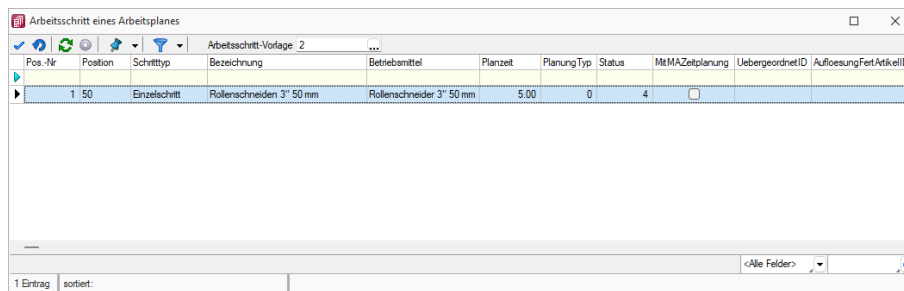 Arbeitsschritt eines Arbeitsplanes
Arbeitsschritt-Vorlage 2 ...
Pos.-Nr Position Schritttyp Bezeichnung Betriebsmittel Planzeit PlanungTyp Status MitMAZeitplanung UebergeordnetID AufloesungFertArtikelI
1 50 Einzelschritt Rollenschneiden 3" 50 mm Rollenschneider 3" 50 mm 5.00 0 4
<Alle Felder>
1 Eintrag sortiert: